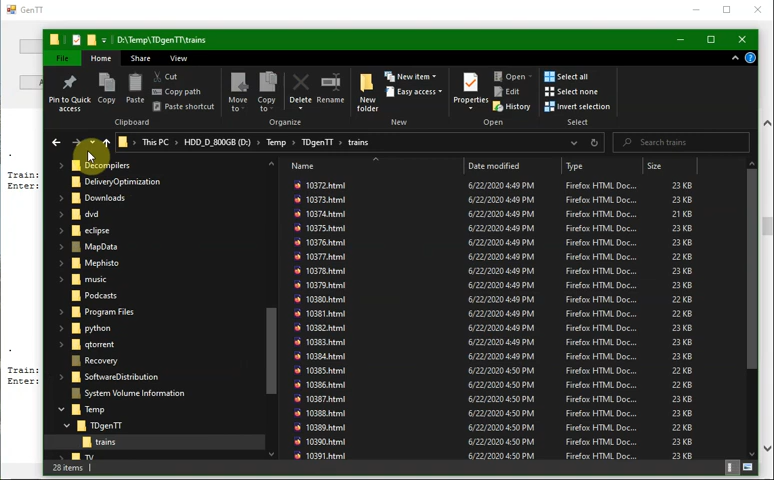 GenTT
D:\Temp\TDgenTT\trains
File Home Share View
Pin to Quick access
Copy
Paste
Cut
Copy path
Paste shortcut
Move to
Copy to
Delete
Rename
New folder
New item
Easy access
Properties
Open
Edit
History
Select all
Select none
Invert selection
Clipboard Organize New Open Select
This PC > HDD_D_800GB (D:) > Temp > TDgenTT > trains
Search trains
Name Date modified Type Size
Decompilers
DeliveryOptimization
Downloads
dvd
eclipse
MapData
Mephisto
music
Podcasts
Program Files
python
qtorrent
Recovery
SoftwareDistribution
System Volume Information
Temp
TDgenTT
trains
TV
10372.html 6/22/2020 4:49 PM Firefox HTML Doc... 23 KB
10373.html 6/22/2020 4:49 PM Firefox HTML Doc... 23 KB
10374.html 6/22/2020 4:49 PM Firefox HTML Doc... 21 KB
10375.html 6/22/2020 4:49 PM Firefox HTML Doc... 23 KB
10376.html 6/22/2020 4:49 PM Firefox HTML Doc... 23 KB
10377.html 6/22/2020 4:49 PM Firefox HTML Doc... 22 KB
10378.html 6/22/2020 4:49 PM Firefox HTML Doc... 23 KB
10379.html 6/22/2020 4:49 PM Firefox HTML Doc... 23 KB
10380.html 6/22/2020 4:49 PM Firefox HTML Doc... 22 KB
10381.html 6/22/2020 4:49 PM Firefox HTML Doc... 22 KB
10382.html 6/22/2020 4:49 PM Firefox HTML Doc... 23 KB
10383.html 6/22/2020 4:49 PM Firefox HTML Doc... 23 KB
10384.html 6/22/2020 4:49 PM Firefox HTML Doc... 23 KB
10385.html 6/22/2020 4:50 PM Firefox HTML Doc... 22 KB
10386.html 6/22/2020 4:50 PM Firefox HTML Doc... 22 KB
10387.html 6/22/2020 4:50 PM Firefox HTML Doc... 23 KB
10388.html 6/22/2020 4:50 PM Firefox HTML Doc... 23 KB
10389.html 6/22/2020 4:50 PM Firefox HTML Doc... 22 KB
10390.html 6/22/2020 4:50 PM Firefox HTML Doc... 23 KB
10391.html 6/22/2020 4:50 PM Firefox HTML Doc... 23 KB
28 items
Train:
Enter:
Train:
Enter: